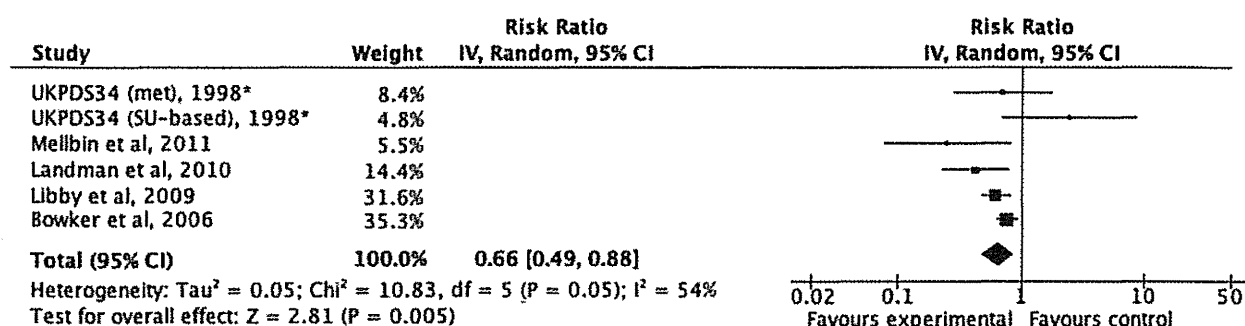 Risk Ratio Risk Ratio
Study Weight IV, Random, 95% CI IV, Random, 95% CI
UKPDS34 (met), 1998* 8.4%
UKPDS34 (SU-based), 1998* 4.8%
Mellbin et al, 2011 5.5%
Landman et al, 2010 14.4%
Libby et al, 2009 31.6%
Bowker et al, 2006 35.3%
Total (95% CI) 100.0% 0.66 [0.49, 0.88]
Heterogeneity: Tau² = 0.05; Chi² = 10.83, df = 5 (P = 0.05); I² = 54%
Test for overall effect: Z = 2.81 (P = 0.005)
0.02 0.1 1 10 50
Favours experimental Favours control